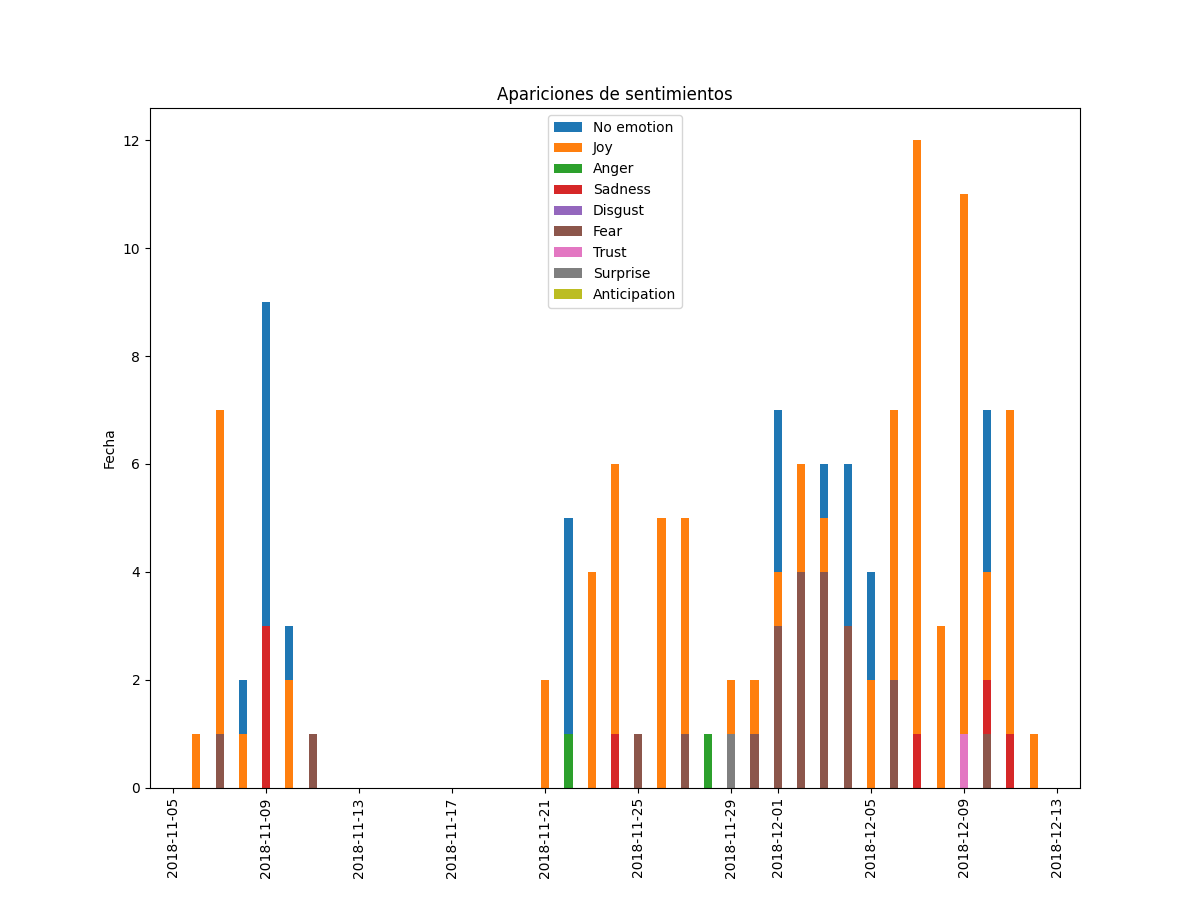 Apariciones de sentimientos
No emotion
Joy
Anger
Sadness
Disgust
Fear
Trust
Surprise
Anticipation
Fecha
12
10
8
6
4
2
0
2018-11-05
2018-11-09
2018-11-13
2018-11-17
2018-11-21
2018-11-25
2018-11-29
2018-12-01
2018-12-05
2018-12-09
2018-12-13